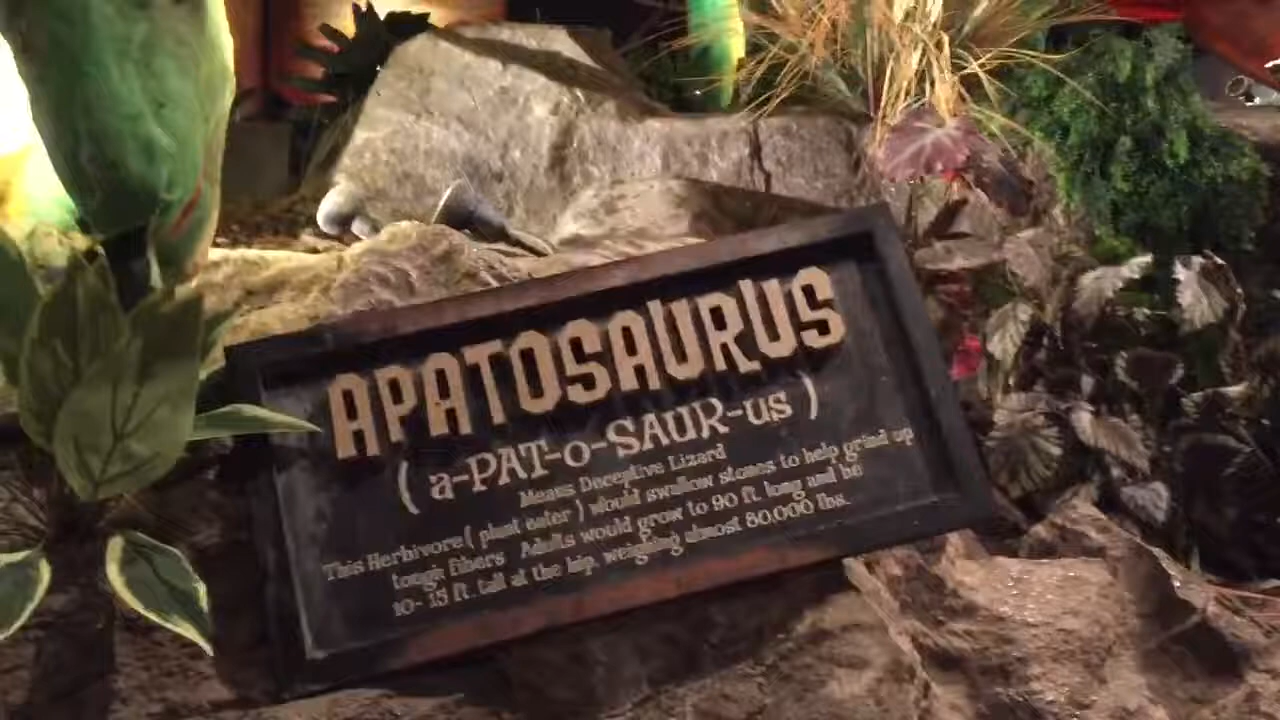 APATOSAURUS
( a-PAT-o-SAUR-us )
Means Deceptive Lizard
This Herbivore ( plant eater ) would swallow stones to help grind up
tough fibers Adults would grow to 90 ft. long and be
10- 15 ft. tall at the hip, weighing almost 80,000 lbs.